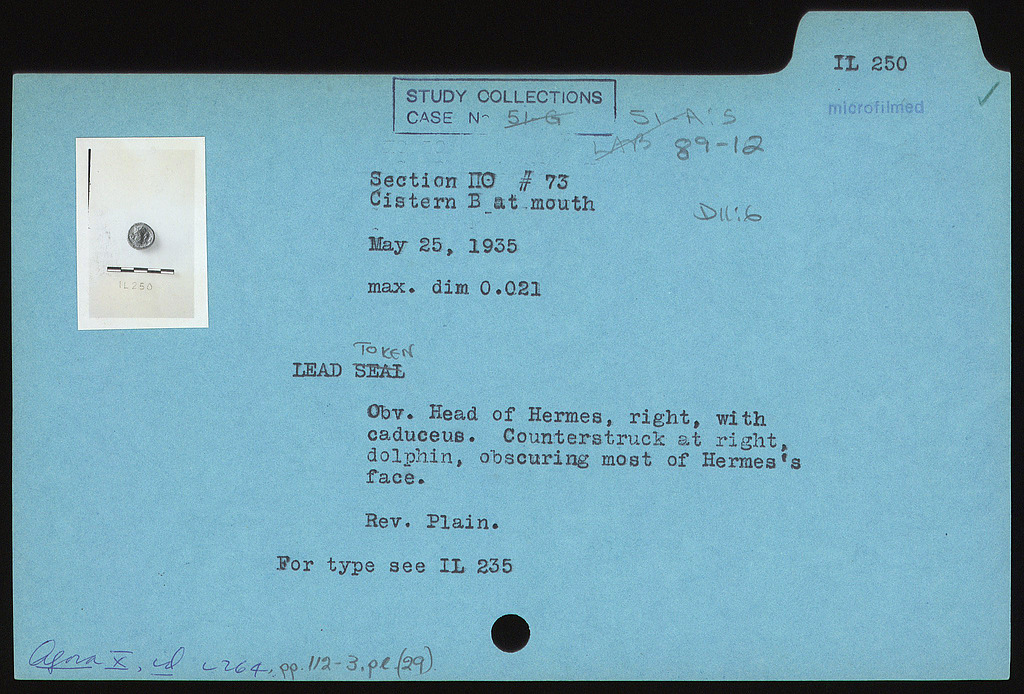 IL 250
microfilmed
STUDY COLLECTIONS
CASE Nº 51-G 51-A:S
LAB 89-12
Section ΠΘ # 73
Cistern B at mouth
D11:6
May 25, 1935
max. dim 0.021
IL250
TOKEN
LEAD SEAL
Obv. Head of Hermes, right, with
caduceus. Counterstruck at right,
dolphin, obscuring most of Hermes's
face.
Rev. Plain.
For type see IL 235
Agora X, L264, pp. 112-3, pl. (29)